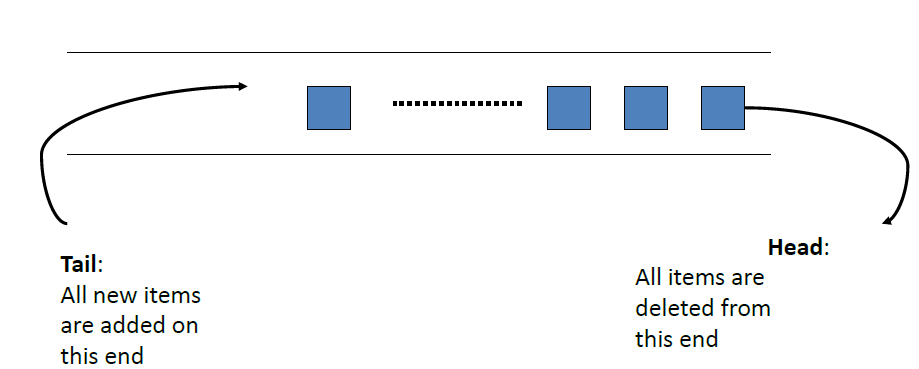 Tail:
All new items
are added on
this end
Head:
All items are
deleted from
this end